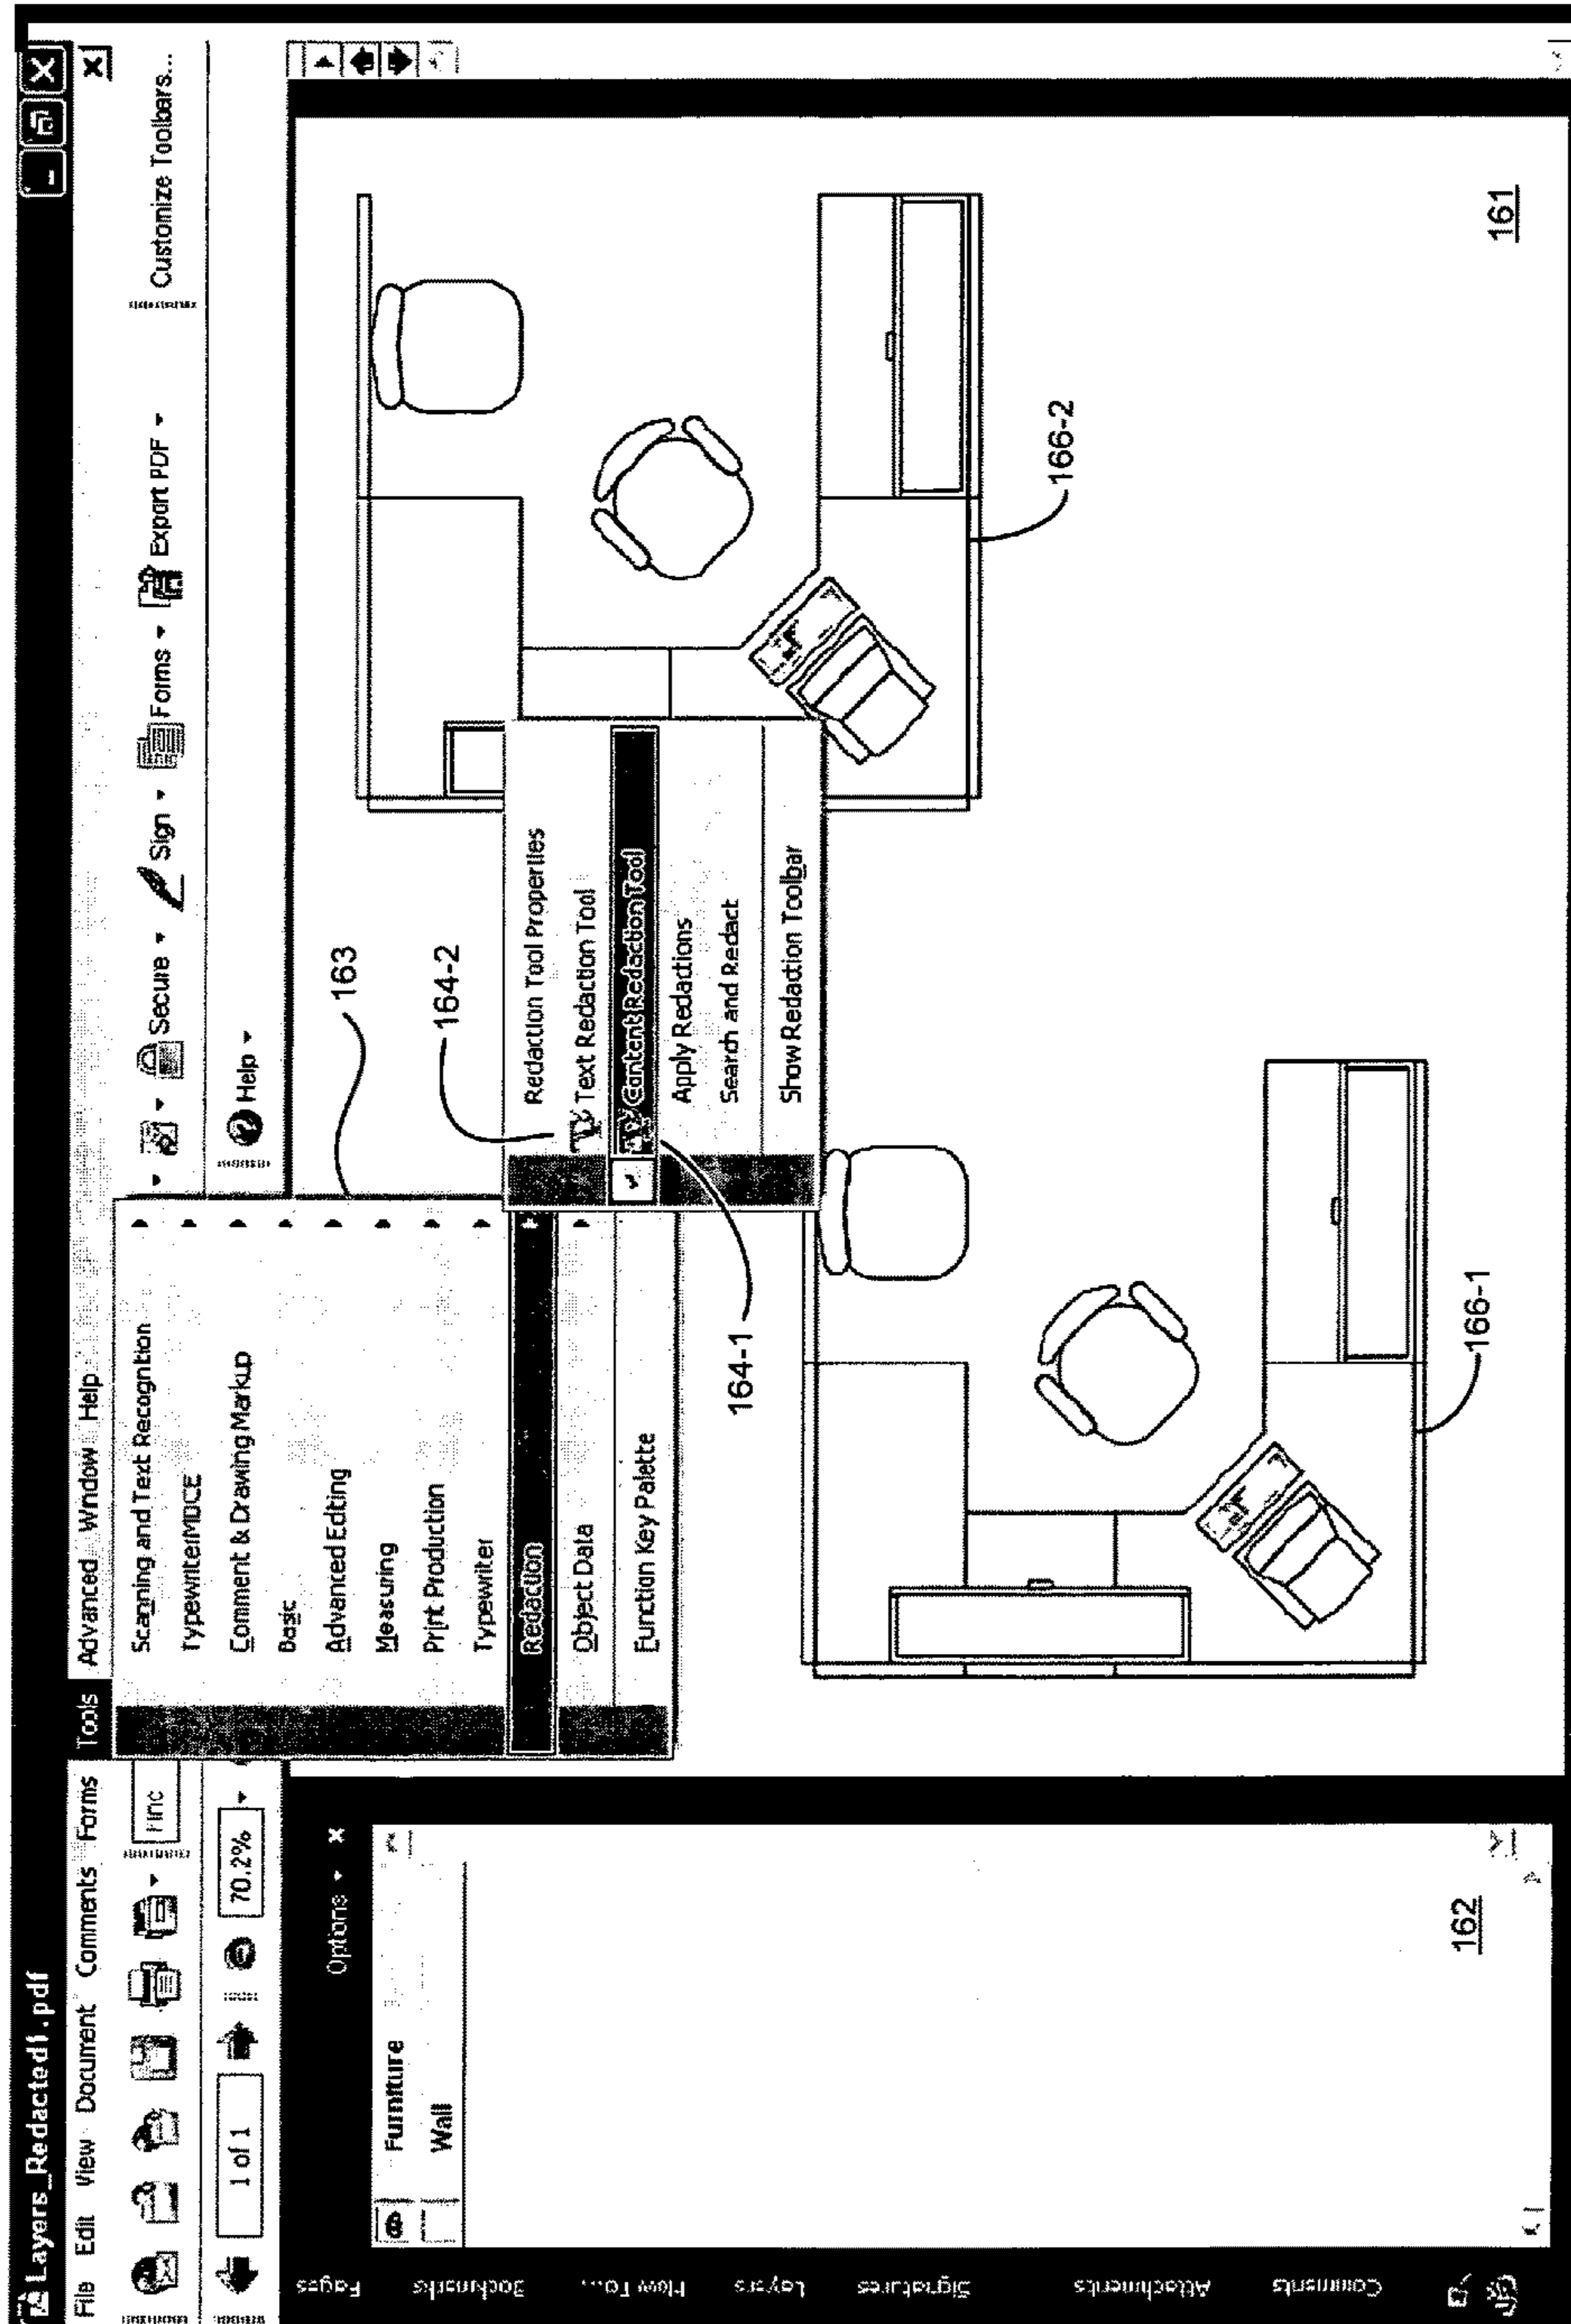 Layers_Redacted1.pdf
File Edit View Document Comments Forms Tools Advanced Window Help
Secure Sign Forms Export PDF Customize Toolbars...
1 of 1 70.2% Help
Options
Furniture
Wall
Pages
Bookmarks
How To...
Layers
Signatures
Attachments
Comments
162
Scanning and Text Recogntion
TypewriterMDCE
Comment & Drawing Markup
Basic
Advanced Editing
Measuring
Print Production
Typewriter
Redaction
Object Data
Function Key Palette
163
164-2
Redaction Tool Properties
Text Redaction Tool
Content Redaction Tool
Apply Redactions
Search and Redact
Show Redaction Toolbar
164-1
166-1
166-2
161